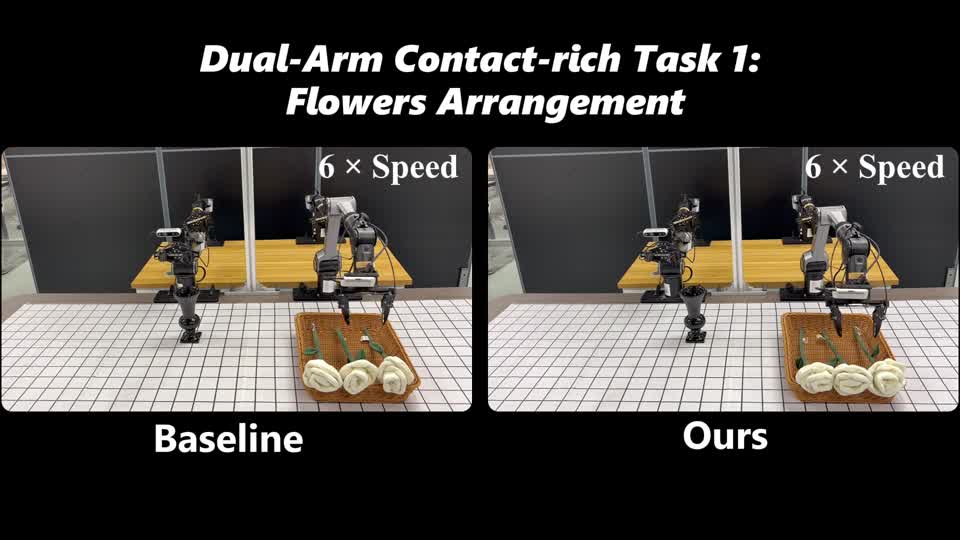 Dual-Arm Contact-rich Task 1:
Flowers Arrangement
6 × Speed
6 × Speed
Baseline
Ours